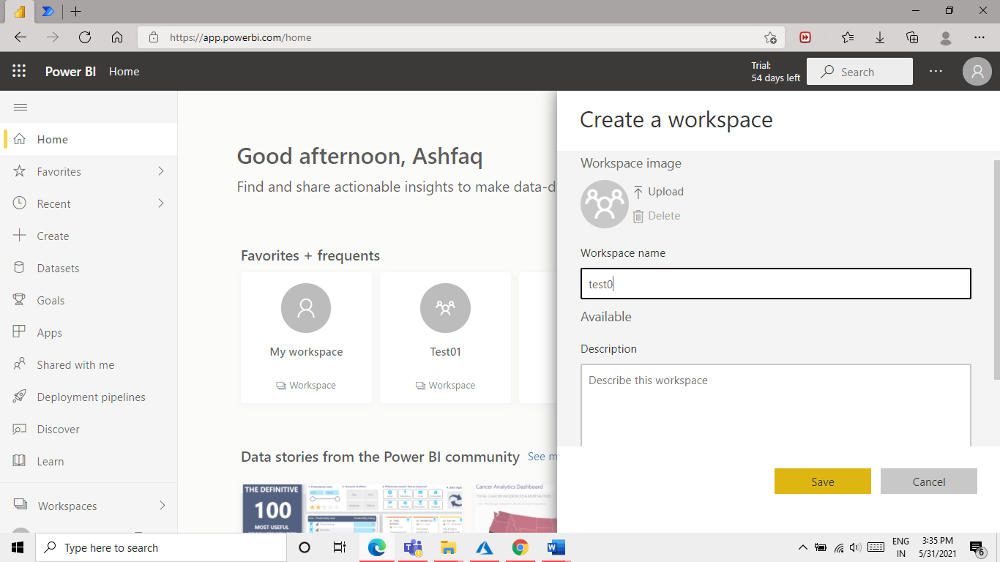 https://app.powerbi.com/home
Power BI Home
Trial:
54 days left
Search
Home
Favorites
Recent
Create
Datasets
Goals
Apps
Shared with me
Deployment pipelines
Discover
Learn
Workspaces
Good afternoon, Ashfaq
Find and share actionable insights to make data-d
Favorites + frequents
My workspace
Workspace
Test01
Workspace
Data stories from the Power BI community See m
THE DEFINITIVE
100
MOST USEFUL
Cancer Analytics Dashboard
TOTAL CANCER INCIDENCES & MORTALITIES
Create a workspace
Workspace image
Upload
Delete
Workspace name
test0
Available
Description
Describe this workspace
Save
Cancel
Type here to search
ENG
IN
3:35 PM
5/31/2021
6